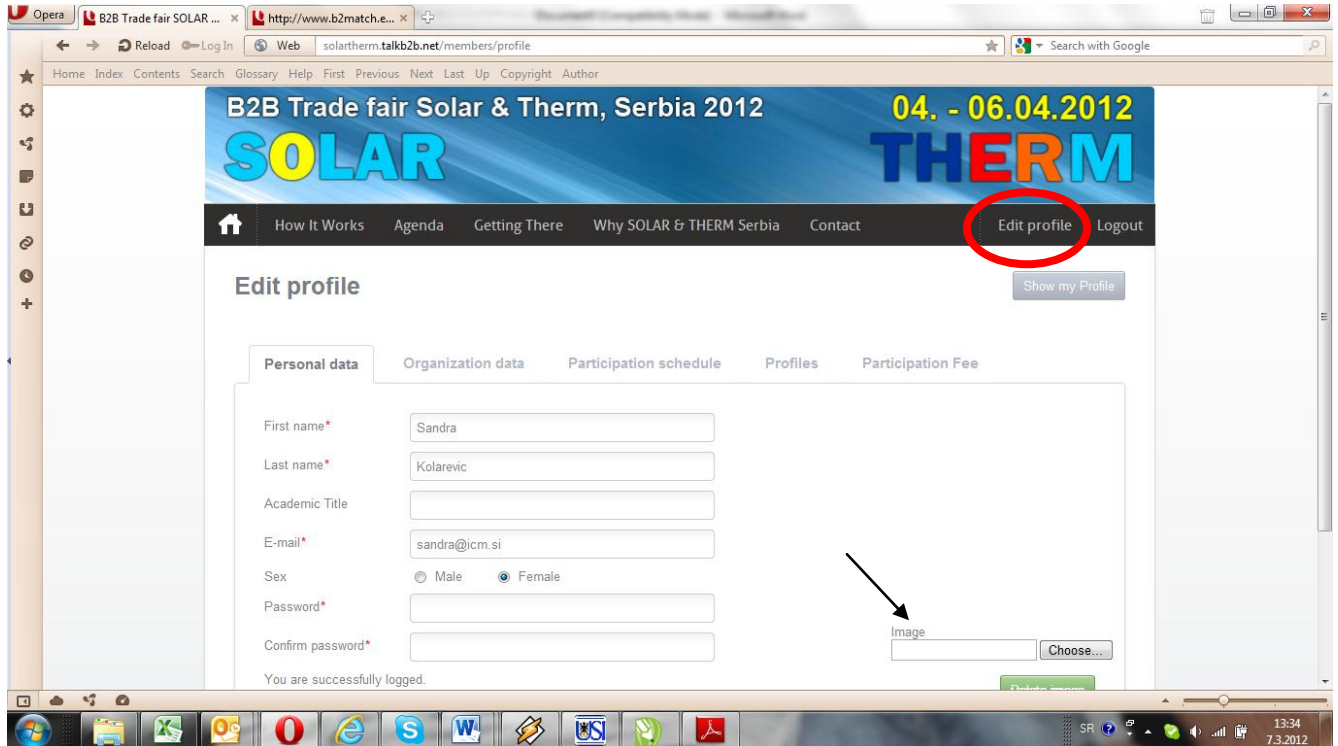 Opera
B2B Trade fair SOLAR ... ×
http://www.b2match.e... ×
Reload Log In Web solartherm.talkb2b.net/members/profile Search with Google
Home Index Contents Search Glossary Help First Previous Next Last Up Copyright Author
B2B Trade fair Solar & Therm, Serbia 2012 04. - 06.04.2012
SOLAR THERM
How It Works Agenda Getting There Why SOLAR & THERM Serbia Contact Edit profile Logout
Edit profile Show my Profile
Personal data Organization data Participation schedule Profiles Participation Fee
First name* Sandra
Last name* Kolarevic
Academic Title
E-mail* sandra@icm.si
Sex Male Female
Password*
Image
Confirm password* Choose...
You are successfully logged.
Delete image
SR 13:34
7.3.2012